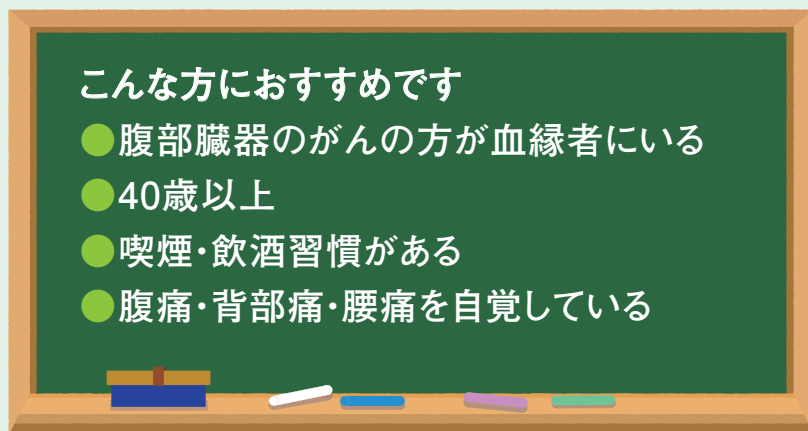 こんな方におすすめです
●腹部臓器のがんの方が血縁者にいる
●40歳以上
●喫煙・飲酒習慣がある
●腹痛・背部痛・腰痛を自覚している